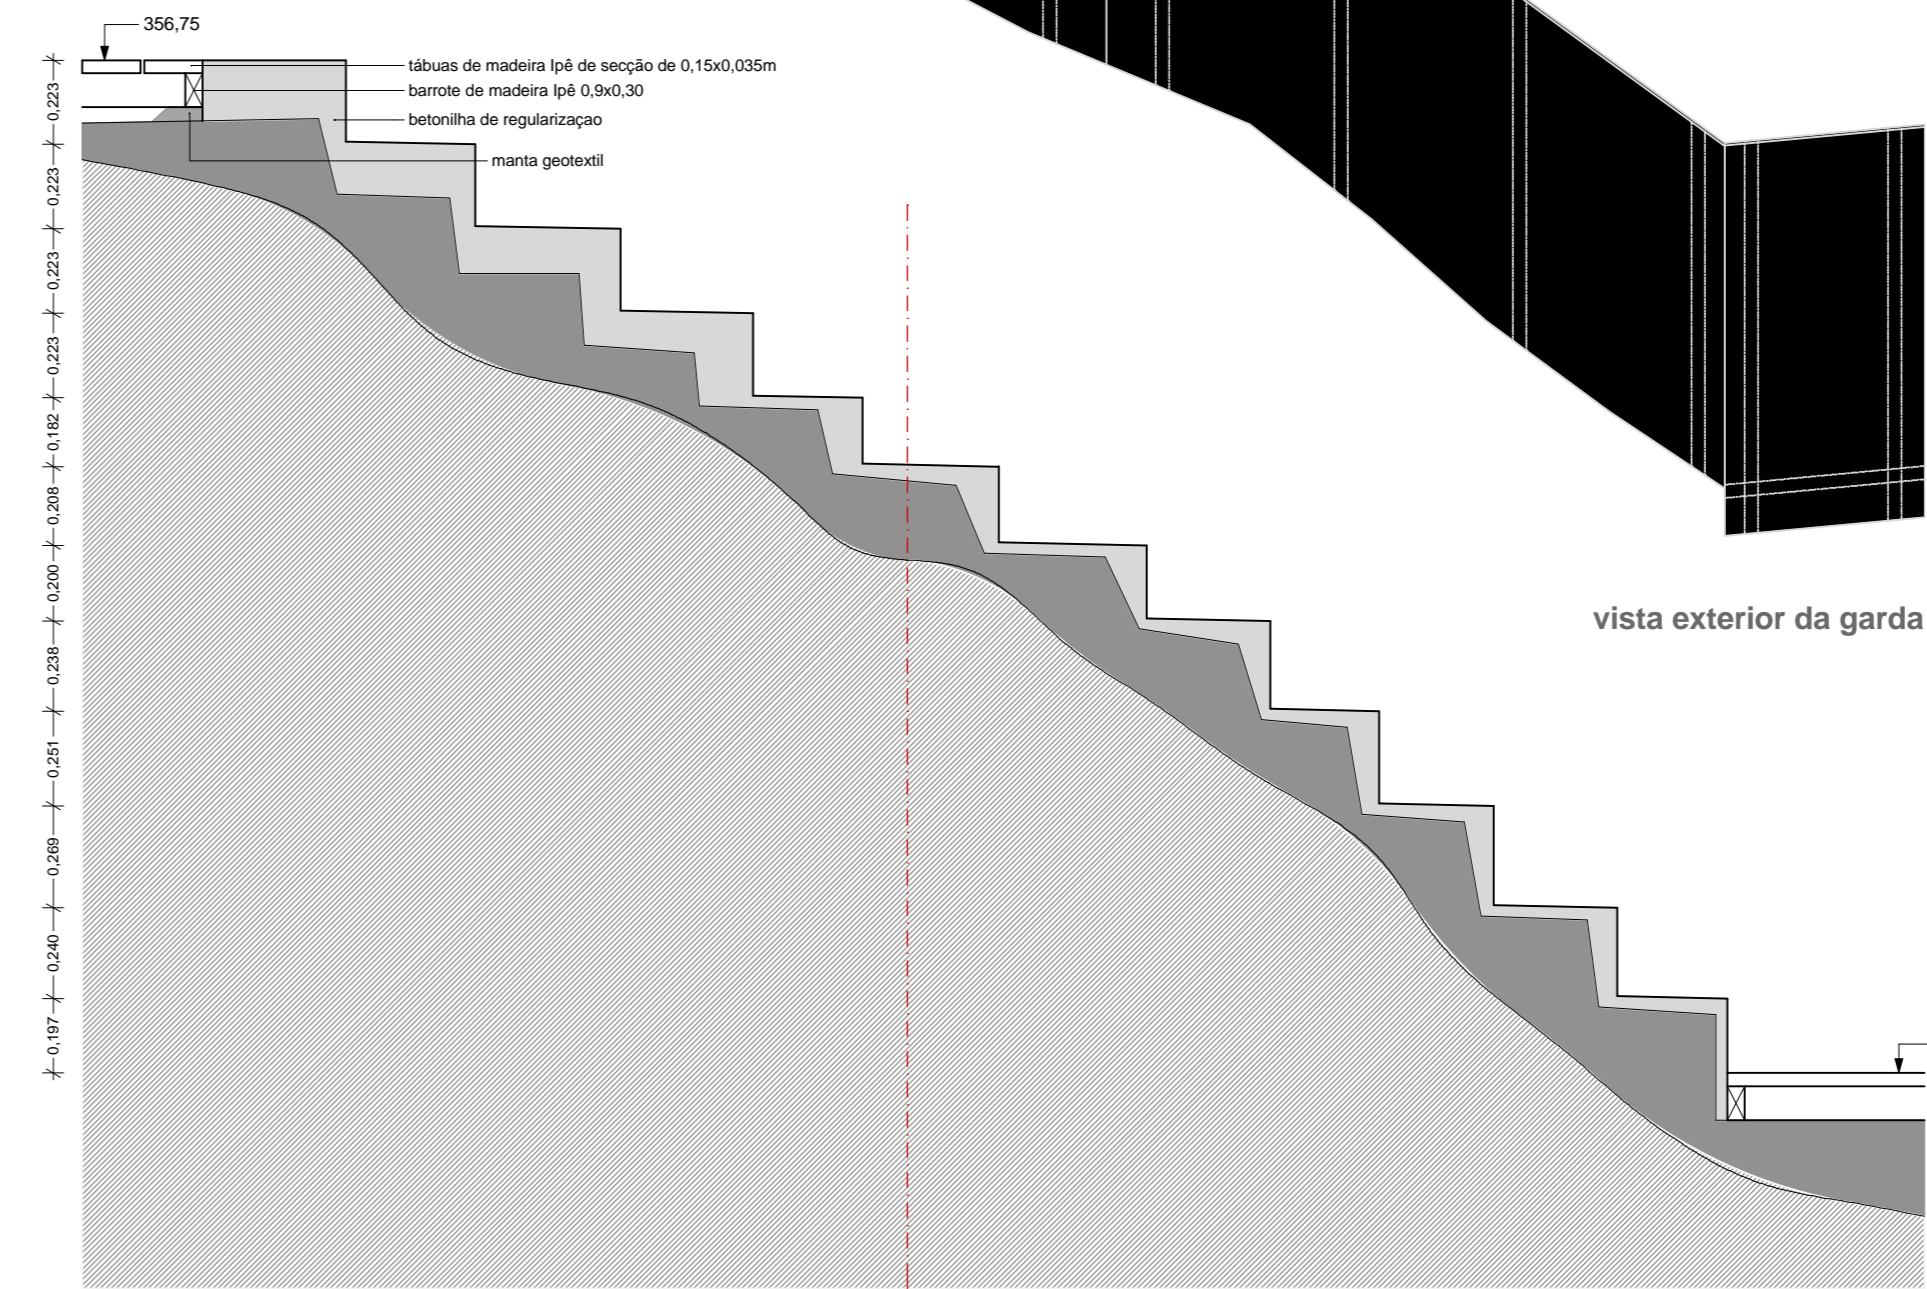 356,75
tábuas de madeira Ipê de secção de 0,15x0,035m
barrote de madeira Ipê 0,9x0,30
betonilha de regularizaçao
manta geotextil
0,223
0,223
0,223
0,223
0,182
0,208
0,200
0,238
0,251
0,269
0,240
0,197
vista exterior da garda